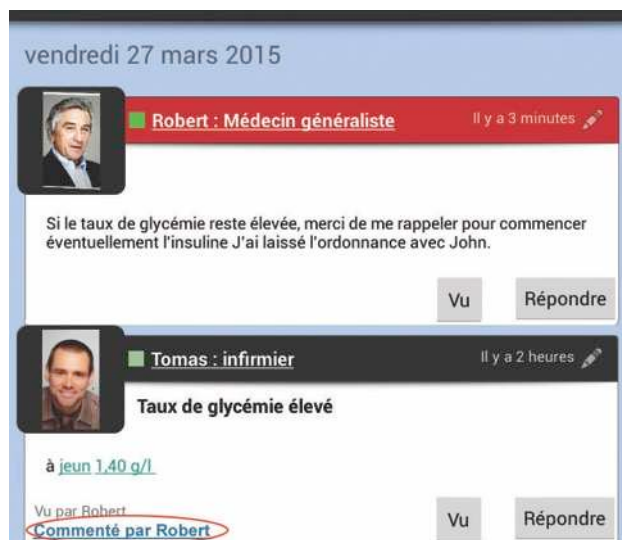 vendredi 27 mars 2015
Robert : Médecin généraliste
Il y a 3 minutes
Si le taux de glycémie reste élevée, merci de me rappeler pour commencer
éventuellement l'insuline J'ai laissé l'ordonnance avec John.
Vu
Répondre
Tomas : infirmier
Il y a 2 heures
Taux de glycémie élevé
à jeun 1,40 g/l
Vu par Robert
Commenté par Robert
Vu
Répondre